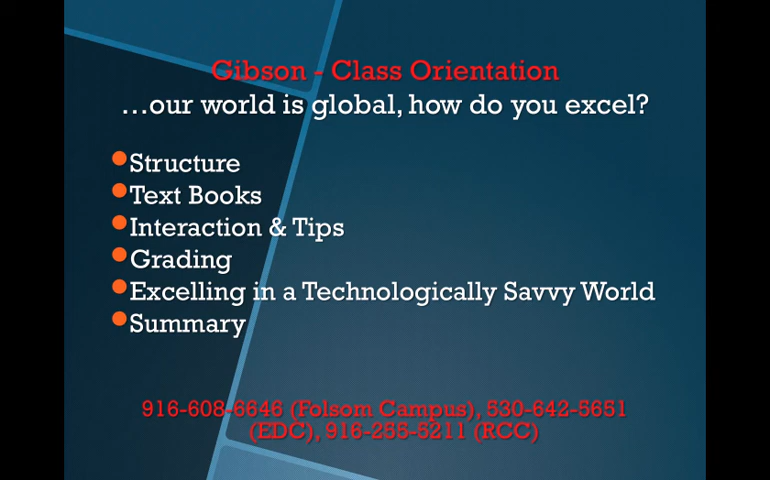 Gibson - Class Orientation
…our world is global, how do you excel?
Structure
Text Books
Interaction & Tips
Grading
Excelling in a Technologically Savvy World
Summary
916-608-6646 (Folsom Campus), 530-642-5651
(EDC), 916-255-5211 (RCC)